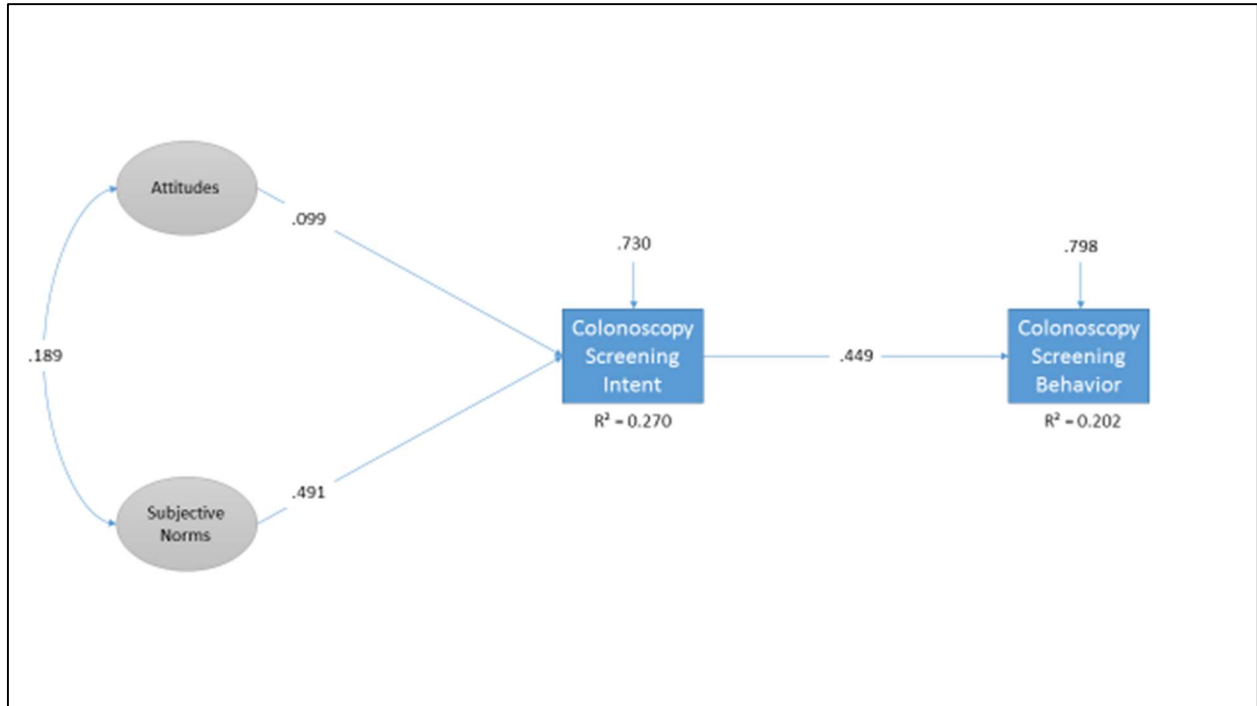 Attitudes
.099
.189
Subjective
Norms
.491
.730
Colonoscopy
Screening
Intent
R² = 0.270
.449
.798
Colonoscopy
Screening
Behavior
R² = 0.202